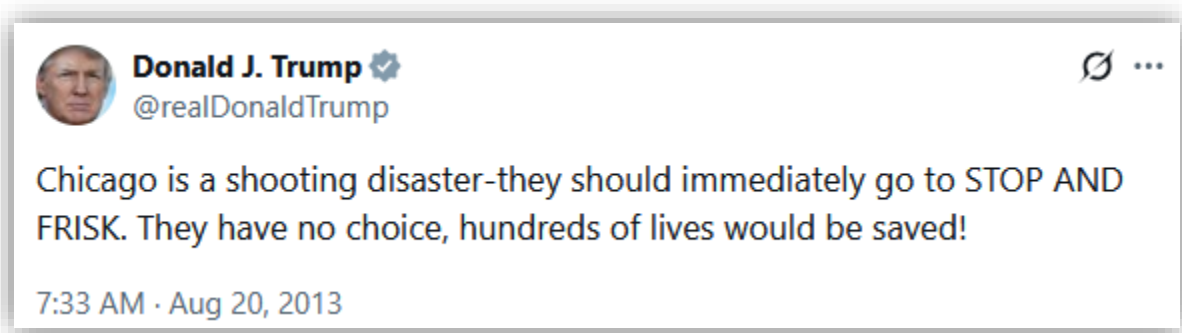 Donald J. Trump
@realDonaldTrump
Chicago is a shooting disaster-they should immediately go to STOP AND
FRISK. They have no choice, hundreds of lives would be saved!
7:33 AM · Aug 20, 2013